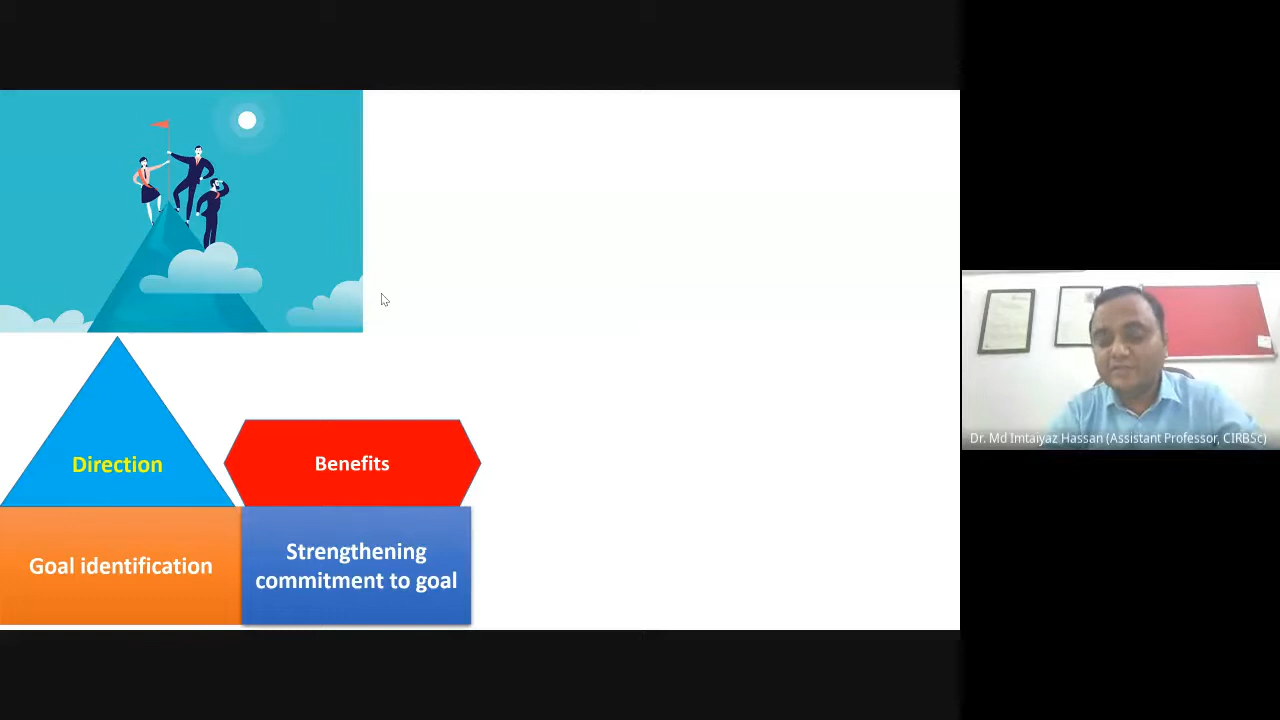 Direction
Benefits
Goal identification
Strengthening
commitment to goal
Dr. Md Imtaiyaz Hassan (Assistant Professor, CIRBSc)